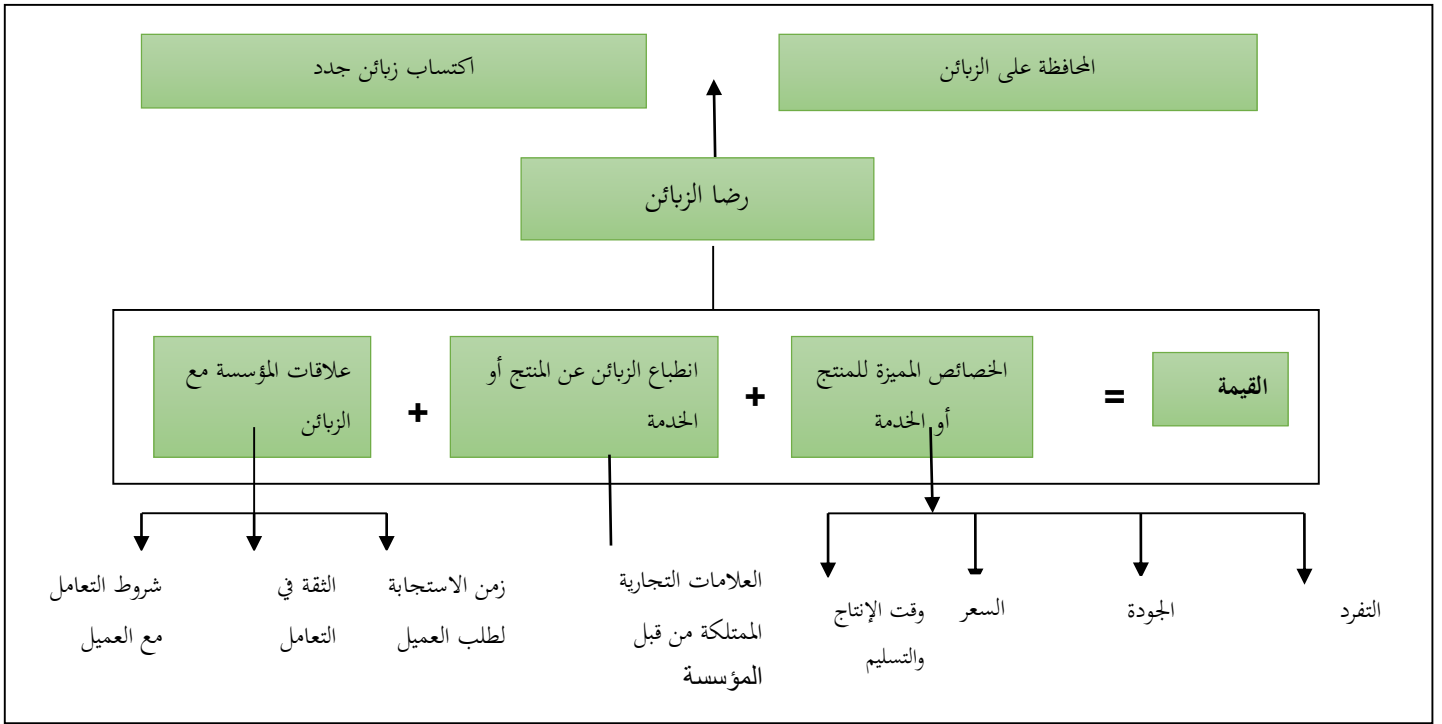 المحافظة على الزبائن
اكتساب زبائن جدد
رضا الزبائن
القيمة
=
الخصائص المميزة للمنتج
أو الخدمة
+
انطباع الزبائن عن المنتج أو
الخدمة
+
علاقات المؤسسة مع
الزبائن
التفرد
الجودة
السعر
وقت الإنتاج
والتسليم
العلامات التجارية
الممتلكة من قبل
المؤسسة
زمن الاستجابة
لطلب العميل
الثقة في
التعامل
شروط التعامل
مع العميل